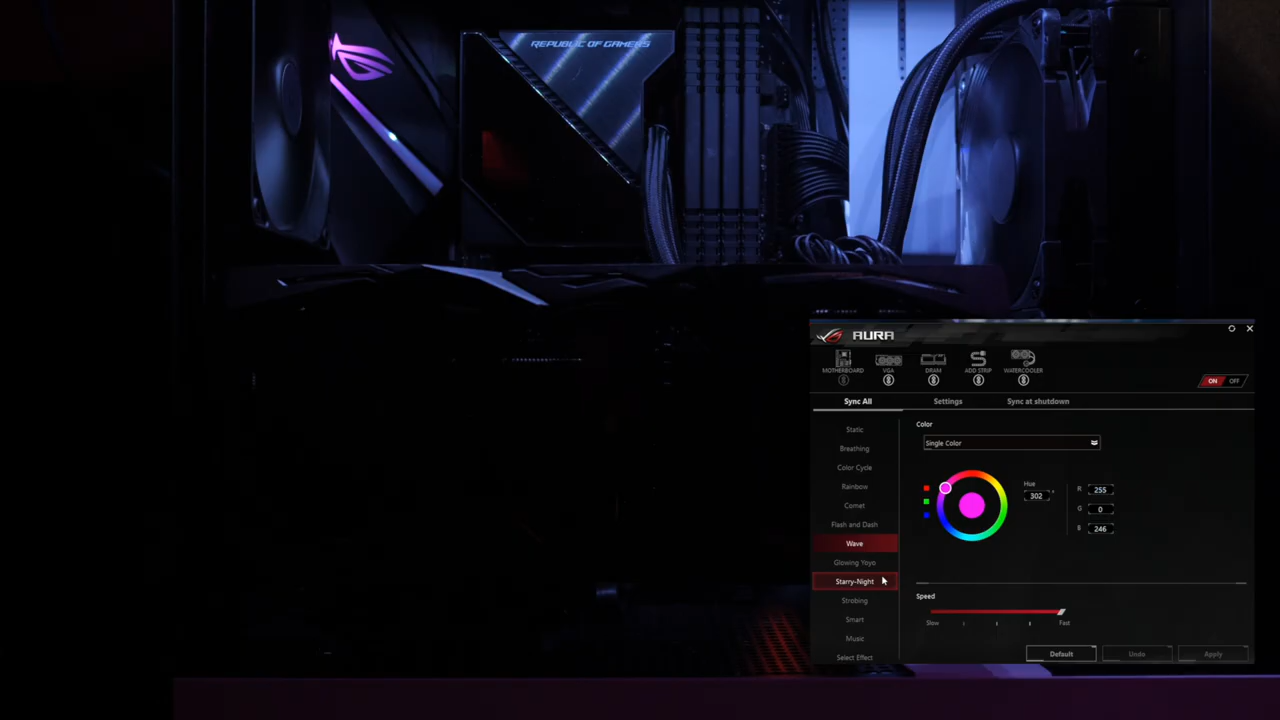 REPUBLIC OF GAMERS
AURA
MOTHERBOARD
VGA
DRAM
ADD STRIP
WATERCOOLER
ON OFF
Sync All Settings Sync at shutdown
Static
Breathing
Color Cycle
Rainbow
Comet
Flash and Dash
Wave
Glowing Yoyo
Starry-Night
Strobing
Smart
Music
Select Effect
Color
Single Color
Hue
302 °
R 255
G 0
B 246
Speed
Slow Fast
Default Undo Apply